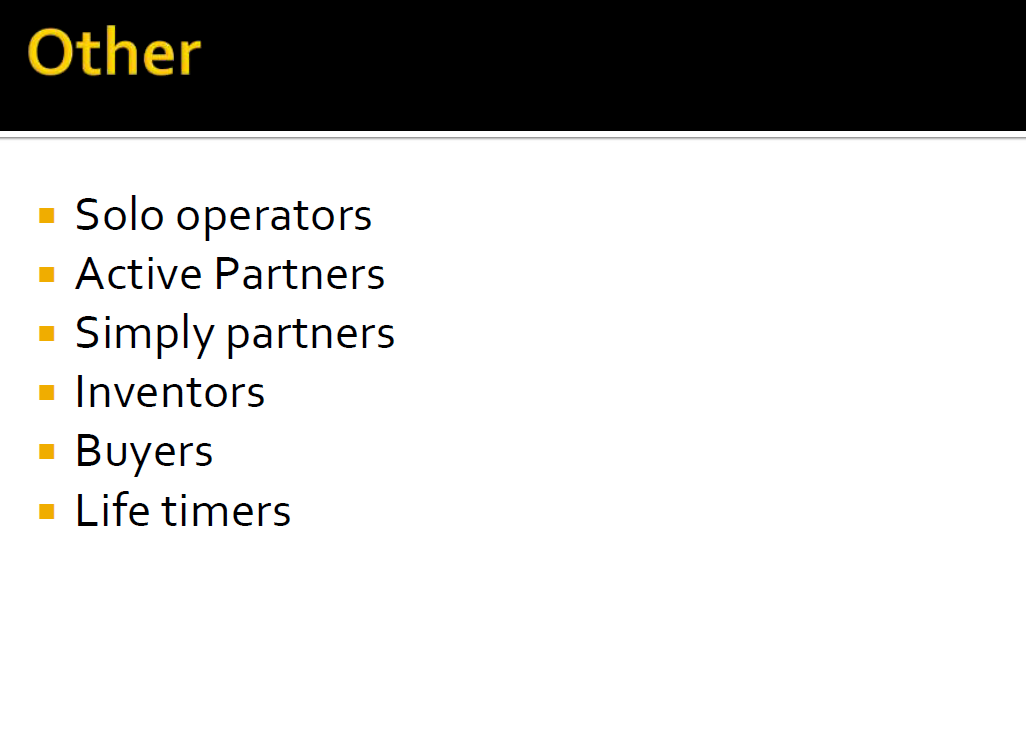 Other
Solo operators
Active Partners
Simply partners
Inventors
Buyers
Life timers